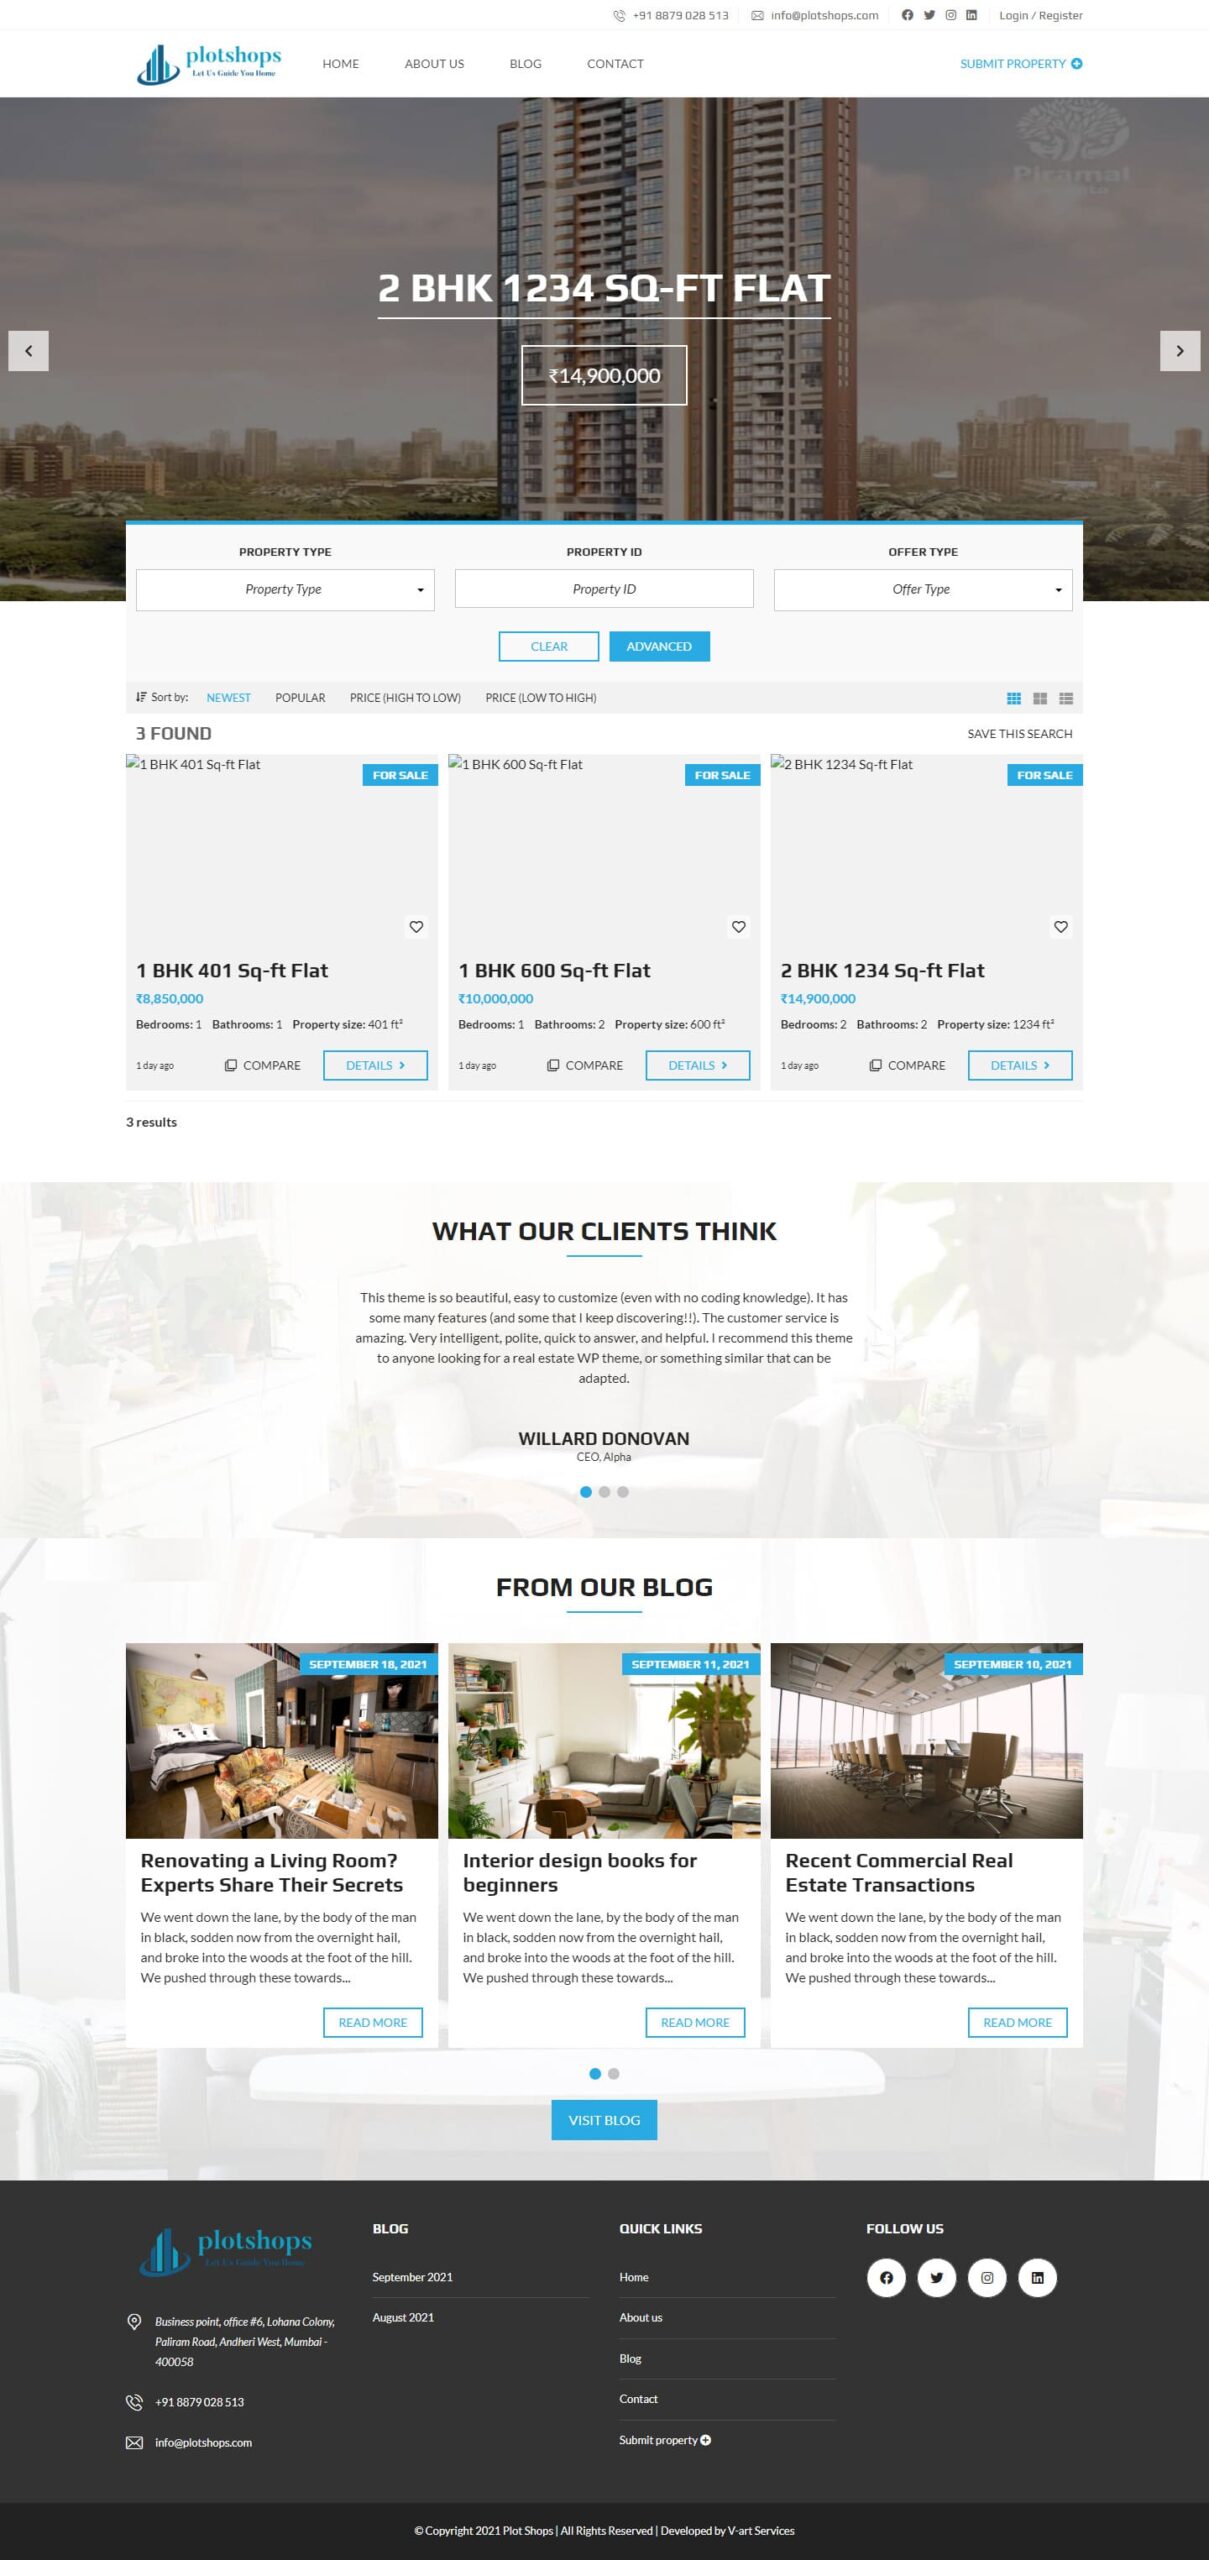 +91 8879 028 513
info@plotshops.com
Login / Register
plotshops
Let Us Guide You Home
HOME
ABOUT US
BLOG
CONTACT
SUBMIT PROPERTY
Piramal
2 BHK 1234 SQ-FT FLAT
₹14,900,000
PROPERTY TYPE
PROPERTY ID
OFFER TYPE
Property Type
Property ID
Offer Type
CLEAR
ADVANCED
Sort by:
NEWEST
POPULAR
PRICE (HIGH TO LOW)
PRICE (LOW TO HIGH)
3 FOUND
SAVE THIS SEARCH
1 BHK 401 Sq-ft Flat
FOR SALE
1 BHK 401 Sq-ft Flat
₹8,850,000
Bedrooms: 1 Bathrooms: 1 Property size: 401 ft²
1 day ago
COMPARE
DETAILS
1 BHK 600 Sq-ft Flat
FOR SALE
1 BHK 600 Sq-ft Flat
₹10,000,000
Bedrooms: 1 Bathrooms: 2 Property size: 600 ft²
1 day ago
COMPARE
DETAILS
2 BHK 1234 Sq-ft Flat
FOR SALE
2 BHK 1234 Sq-ft Flat
₹14,900,000
Bedrooms: 2 Bathrooms: 2 Property size: 1234 ft²
1 day ago
COMPARE
DETAILS
3 results
WHAT OUR CLIENTS THINK
This theme is so beautiful, easy to customize (even with no coding knowledge). It has
some many features (and some that I keep discovering!!). The customer service is
amazing. Very intelligent, polite, quick to answer, and helpful. I recommend this theme
to anyone looking for a real estate WP theme, or something similar that can be
adapted.
WILLARD DONOVAN
CEO, Alpha
FROM OUR BLOG
SEPTEMBER 18, 2021
Renovating a Living Room?
Experts Share Their Secrets
We went down the lane, by the body of the man
in black, sodden now from the overnight hail,
and broke into the woods at the foot of the hill.
We pushed through these towards...
READ MORE
SEPTEMBER 11, 2021
Interior design books for
beginners
We went down the lane, by the body of the man
in black, sodden now from the overnight hail,
and broke into the woods at the foot of the hill.
We pushed through these towards...
READ MORE
SEPTEMBER 10, 2021
Recent Commercial Real
Estate Transactions
We went down the lane, by the body of the man
in black, sodden now from the overnight hail,
and broke into the woods at the foot of the hill.
We pushed through these towards...
READ MORE
VISIT BLOG
plotshops
Let Us Guide You Home
Business point, office #6, Lohana Colony,
Paliram Road, Andheri West, Mumbai -
400058
+91 8879 028 513
info@plotshops.com
BLOG
September 2021
August 2021
QUICK LINKS
Home
About us
Blog
Contact
Submit property
FOLLOW US
© Copyright 2021 Plot Shops | All Rights Reserved | Developed by V-art Services